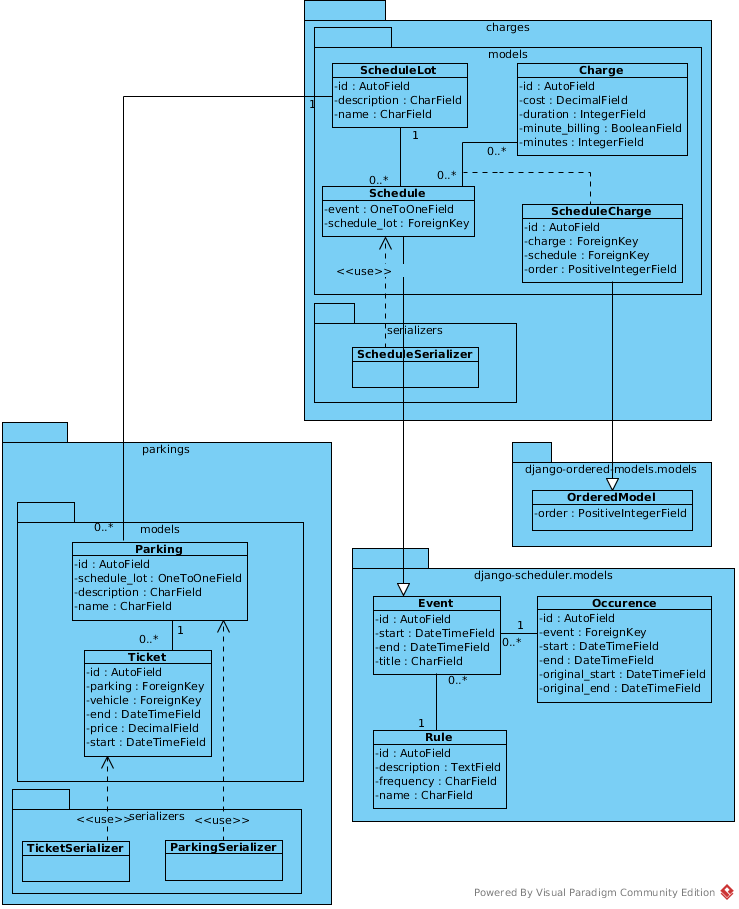 charges
models
ScheduleLot
-id : AutoField
-description : CharField
-name : CharField
Charge
-id : AutoField
-cost : DecimalField
-duration : IntegerField
-minute_billing : BooleanField
-minutes : IntegerField
1
1
0..*
0..*
0..*
Schedule
-event : OneToOneField
-schedule_lot : ForeignKey
ScheduleCharge
-id : AutoField
-charge : ForeignKey
-schedule : ForeignKey
-order : PositiveIntegerField
<<use>>
serializers
ScheduleSerializer
parkings
models
0..*
Parking
-id : AutoField
-schedule_lot : OneToOneField
-description : CharField
-name : CharField
1
0..*
Ticket
-id : AutoField
-parking : ForeignKey
-vehicle : ForeignKey
-end : DateTimeField
-price : DecimalField
-start : DateTimeField
<<use>>
serializers
<<use>>
TicketSerializer
ParkingSerializer
django-ordered-models.models
OrderedModel
-order : PositiveIntegerField
django-scheduler.models
Event
-id : AutoField
-start : DateTimeField
-end : DateTimeField
-title : CharField
1
0..*
Occurence
-id : AutoField
-event : ForeignKey
-start : DateTimeField
-end : DateTimeField
-original_start : DateTimeField
-original_end : DateTimeField
0..*
1
Rule
-id : AutoField
-description : TextField
-frequency : CharField
-name : CharField
Powered By Visual Paradigm Community Edition